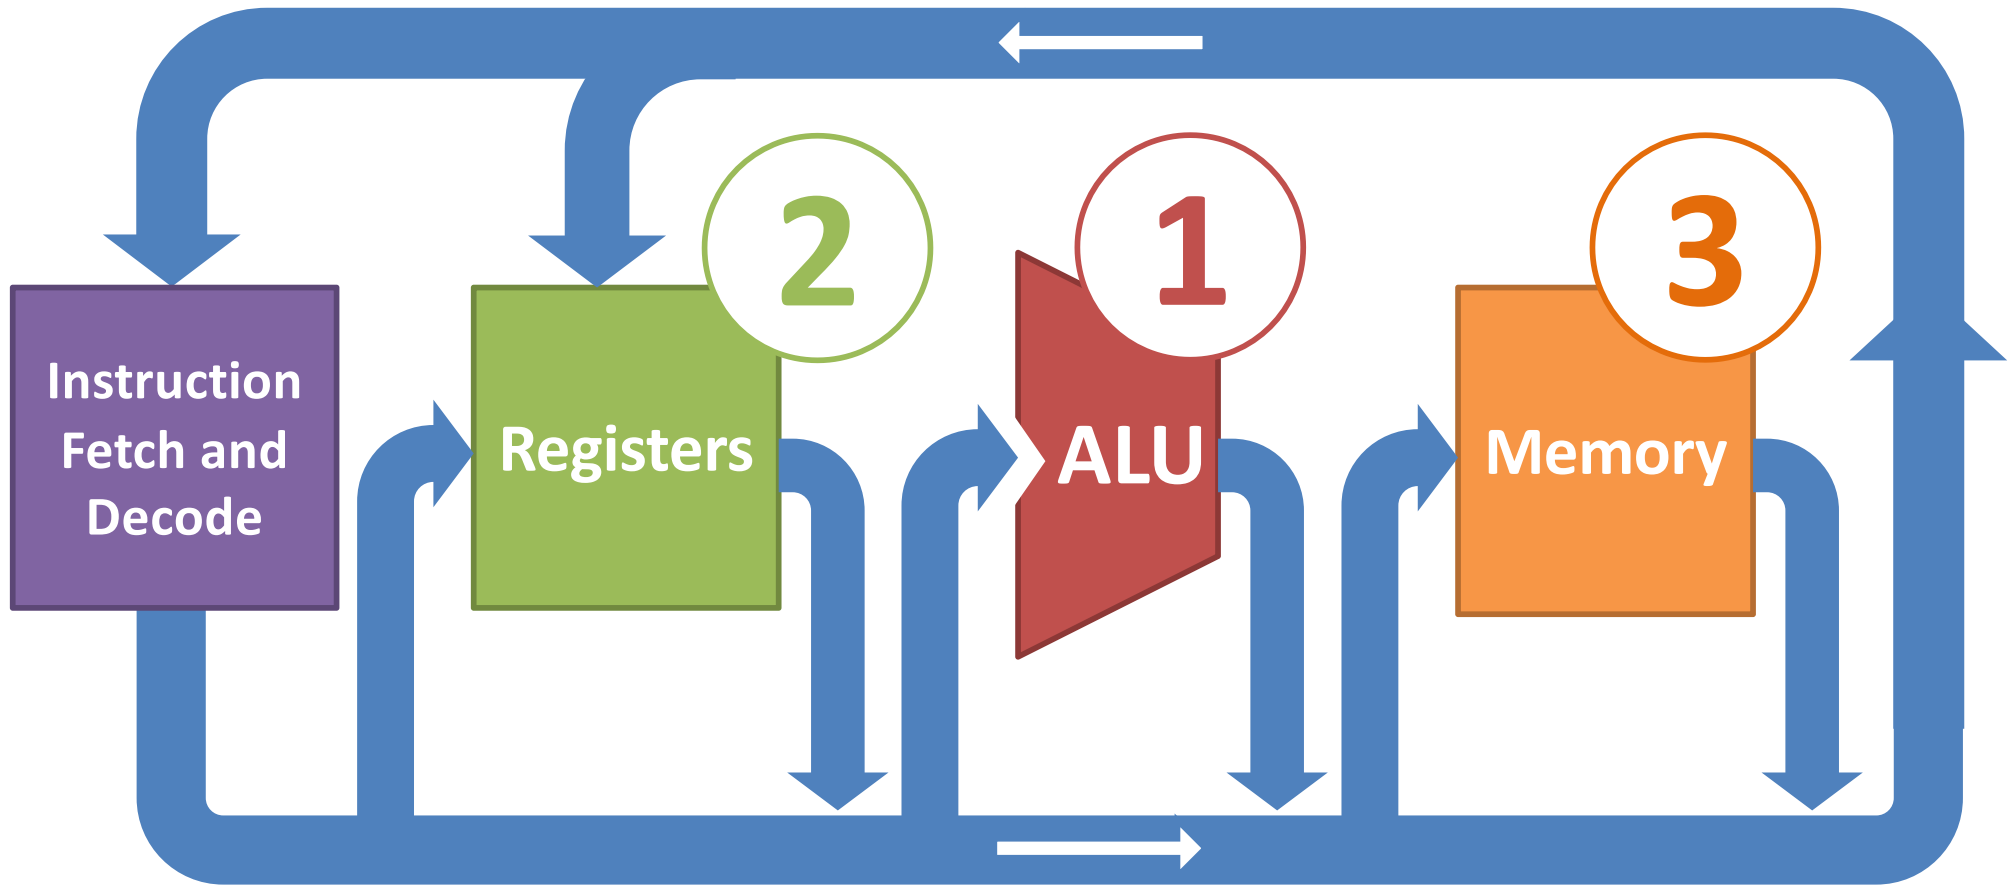 2
1
3
Instruction
Fetch and
Decode
Registers
ALU
Memory